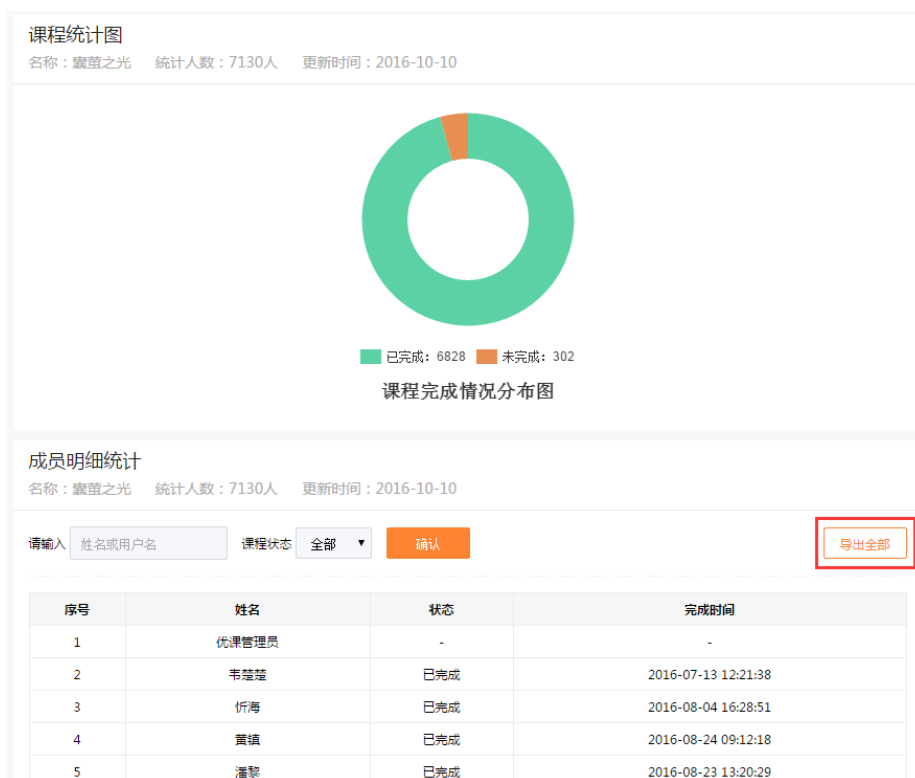 课程统计图
名称：囊萤之光 统计人数：7130人 更新时间：2016-10-10
已完成: 6828 未完成: 302
课程完成情况分布图
成员明细统计
名称：囊萤之光 统计人数：7130人 更新时间：2016-10-10
请输入 姓名或用户名 课程状态 全部 确认 导出全部
序号 姓名 状态 完成时间
1 优课管理员 - -
2 韦楚楚 已完成 2016-07-13 12:21:38
3 忻海 已完成 2016-08-04 16:28:51
4 黄镇 已完成 2016-08-24 09:12:18
5 潘黎 已完成 2016-08-23 13:20:29